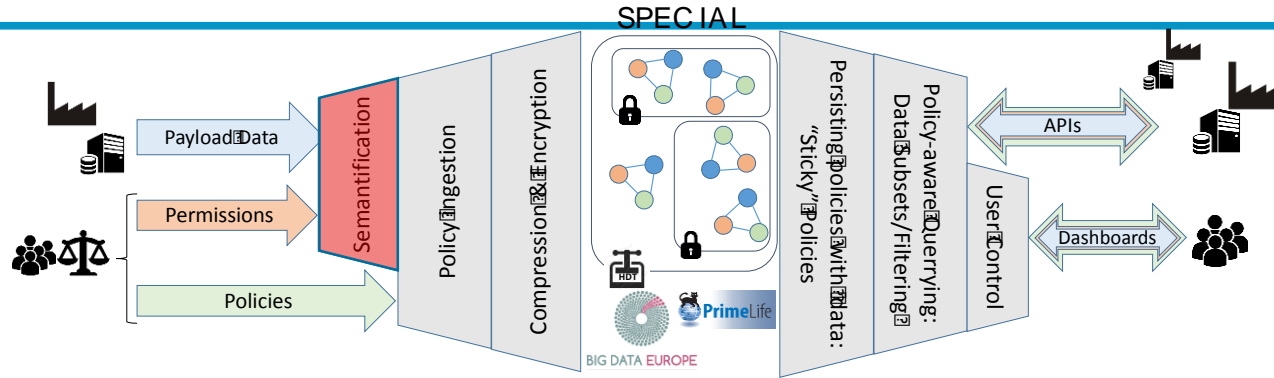 SPECIAL
Payload Data
Permissions
Policies
Semantification
Policy Ingestion
Compression & Encryption
HDT
BIG DATA EUROPE
PrimeLife
Persisting policies with data:
“Sticky” Policies
Policy-aware Querrying:
Data Subsets/Filtering
User Control
APIs
Dashboards